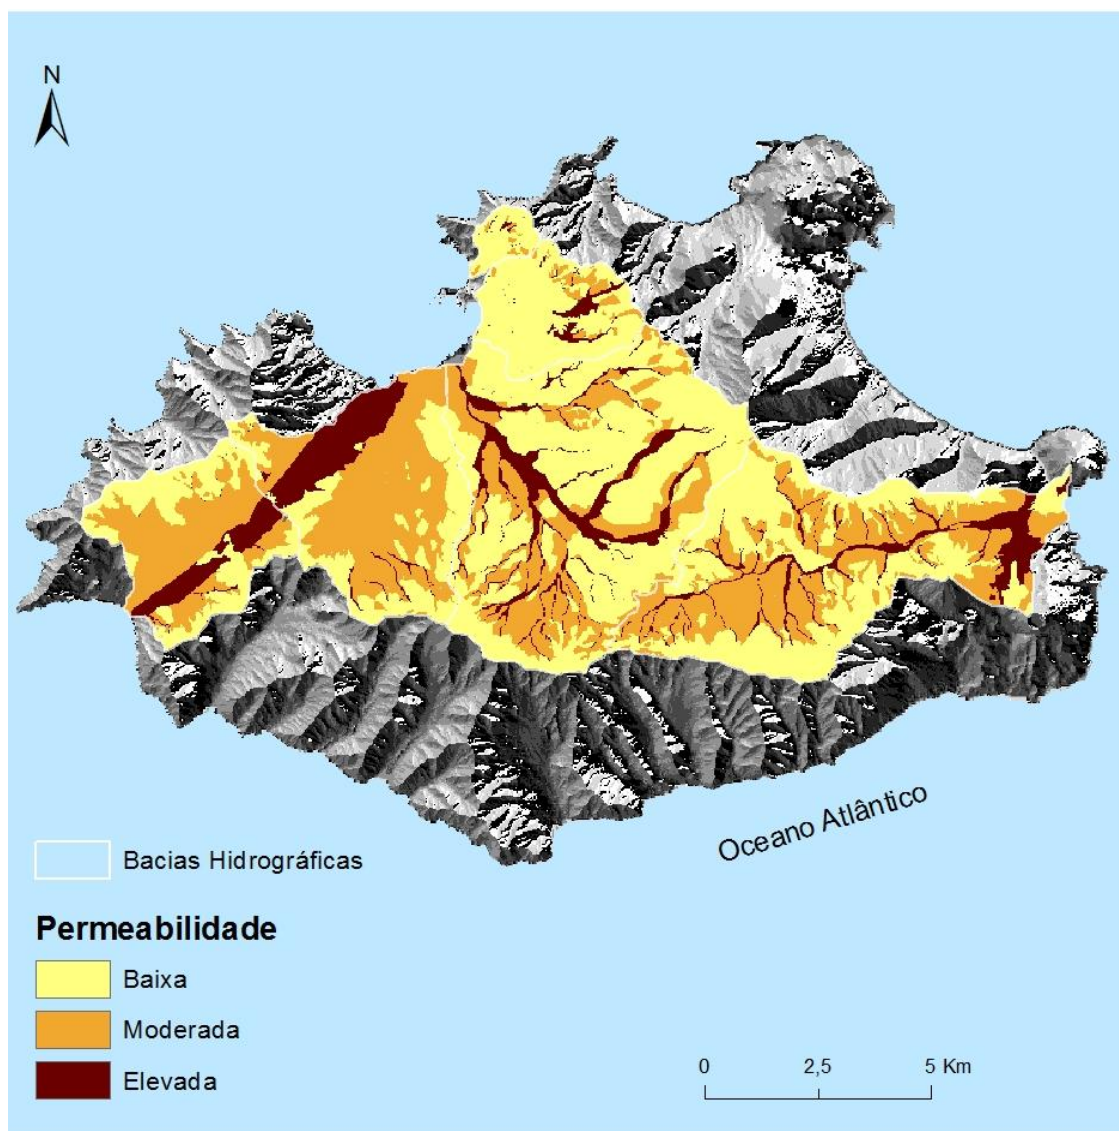 N
Oceano Atlântico
Bacias Hidrográficas
Permeabilidade
Baixa
Moderada
Elevada
0 2,5 5 Km